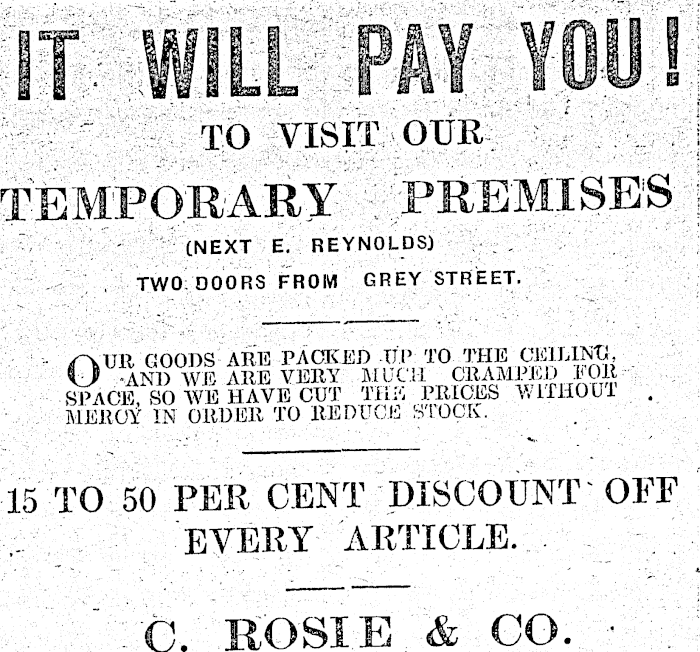 IT WILL PAY YOU!
TO VISIT OUR
TEMPORARY PREMISES
(NEXT E. REYNOLDS)
TWO DOORS FROM GREY STREET.
OUR GOODS ARE PACKED UP TO THE CEILING,
AND WE ARE VERY MUCH CRAMPED FOR
SPACE, SO WE HAVE CUT THE PRICES WITHOUT
MERCY IN ORDER TO REDUCE STOCK.
15 TO 50 PER CENT DISCOUNT OFF
EVERY ARTICLE.
C. ROSIE & CO.